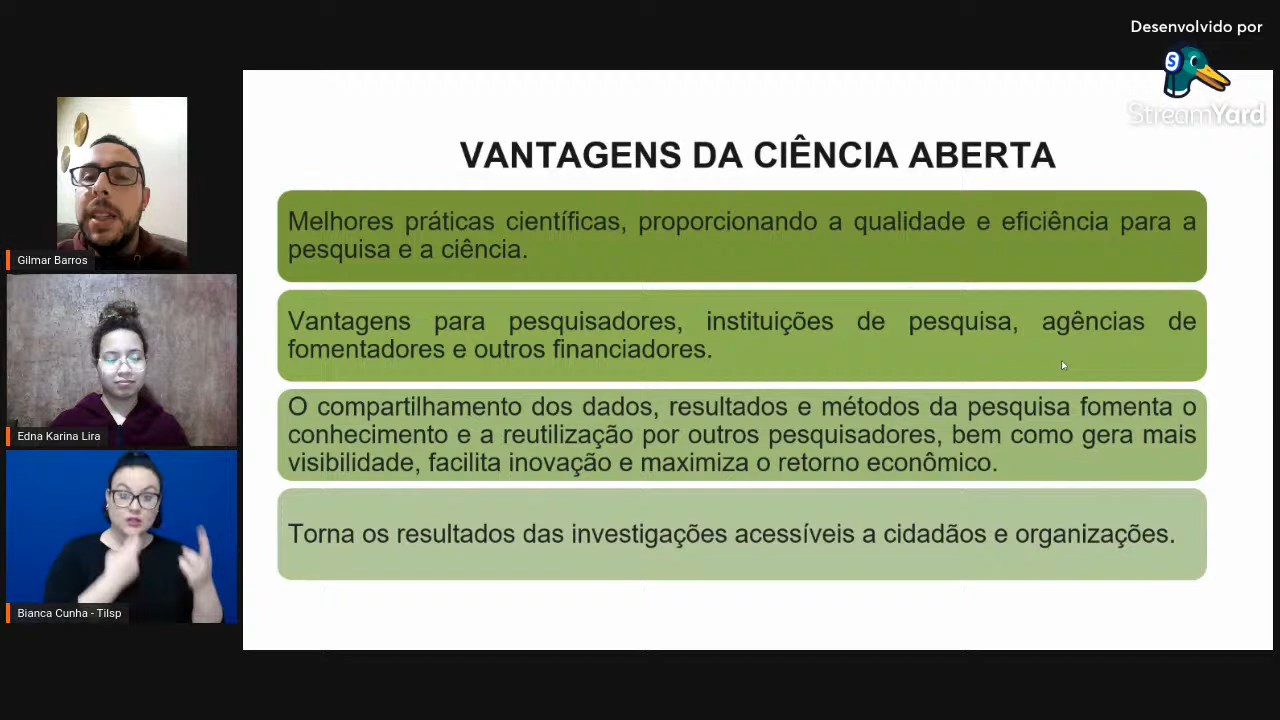 Desenvolvido por
StreamYard
VANTAGENS DA CIÊNCIA ABERTA
Melhores práticas científicas, proporcionando a qualidade e eficiência para a
pesquisa e a ciência.
Vantagens para pesquisadores, instituições de pesquisa, agências de
fomentadores e outros financiadores.
O compartilhamento dos dados, resultados e métodos da pesquisa fomenta o
conhecimento e a reutilização por outros pesquisadores, bem como gera mais
visibilidade, facilita inovação e maximiza o retorno econômico.
Torna os resultados das investigações acessíveis a cidadãos e organizações.
Gilmar Barros
Edna Karina Lira
Bianca Cunha - Tilsp